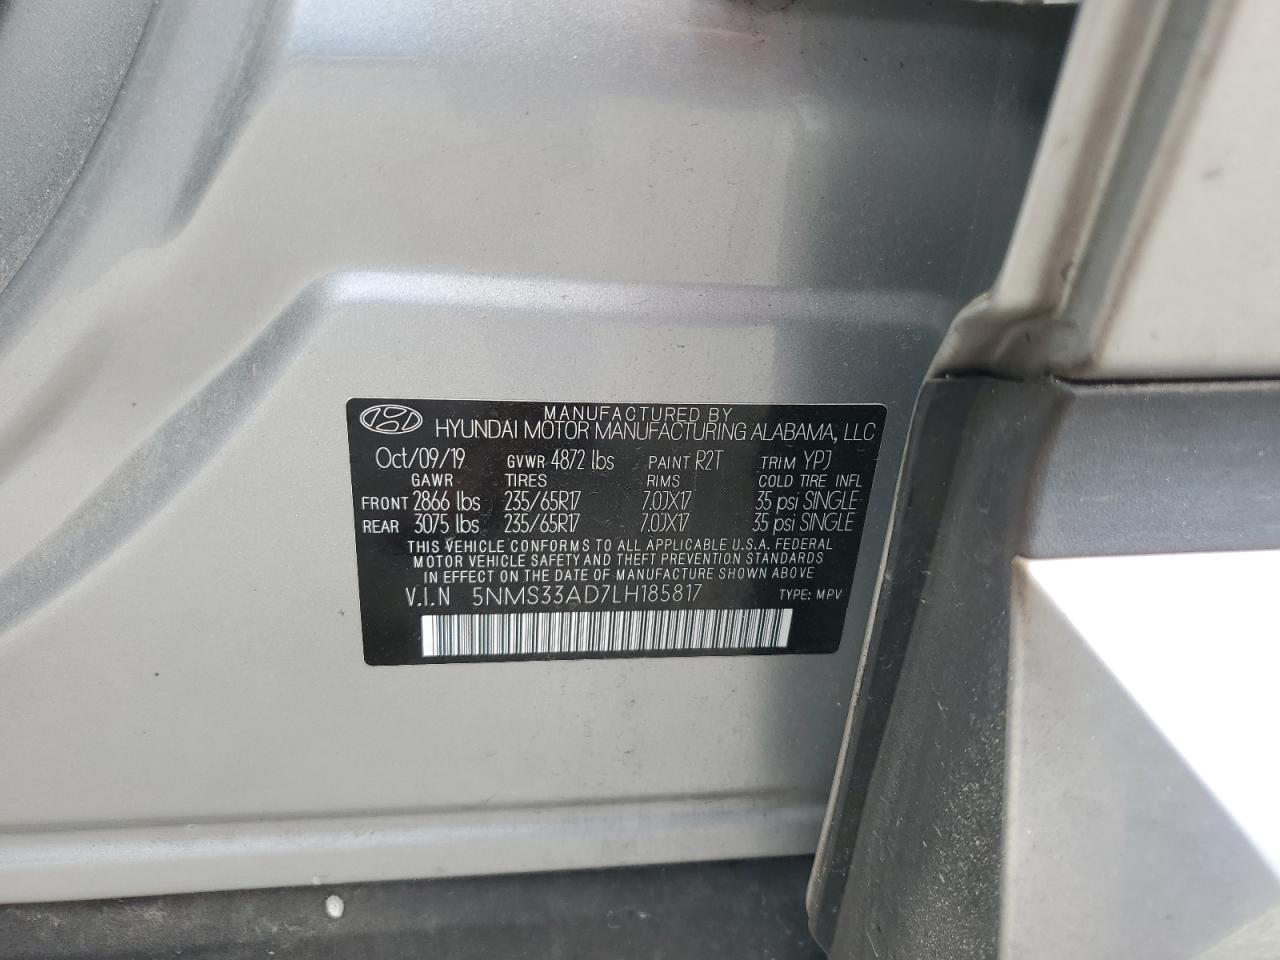 MANUFACTURED BY
HYUNDAI MOTOR MANUFACTURING ALABAMA, LLC
Oct/09/19 GVWR 4872 lbs PAINT R2T TRIM YPJ
GAWR TIRES RIMS COLD TIRE INFL
FRONT 2866 lbs 235/65R17 7.0JX17 35 psi SINGLE
REAR 3075 lbs 235/65R17 7.0JX17 35 psi SINGLE
THIS VEHICLE CONFORMS TO ALL APPLICABLE U.S.A. FEDERAL
MOTOR VEHICLE SAFETY AND THEFT PREVENTION STANDARDS
IN EFFECT ON THE DATE OF MANUFACTURE SHOWN ABOVE
V.I.N 5NMS33AD7LH185817 TYPE: MPV